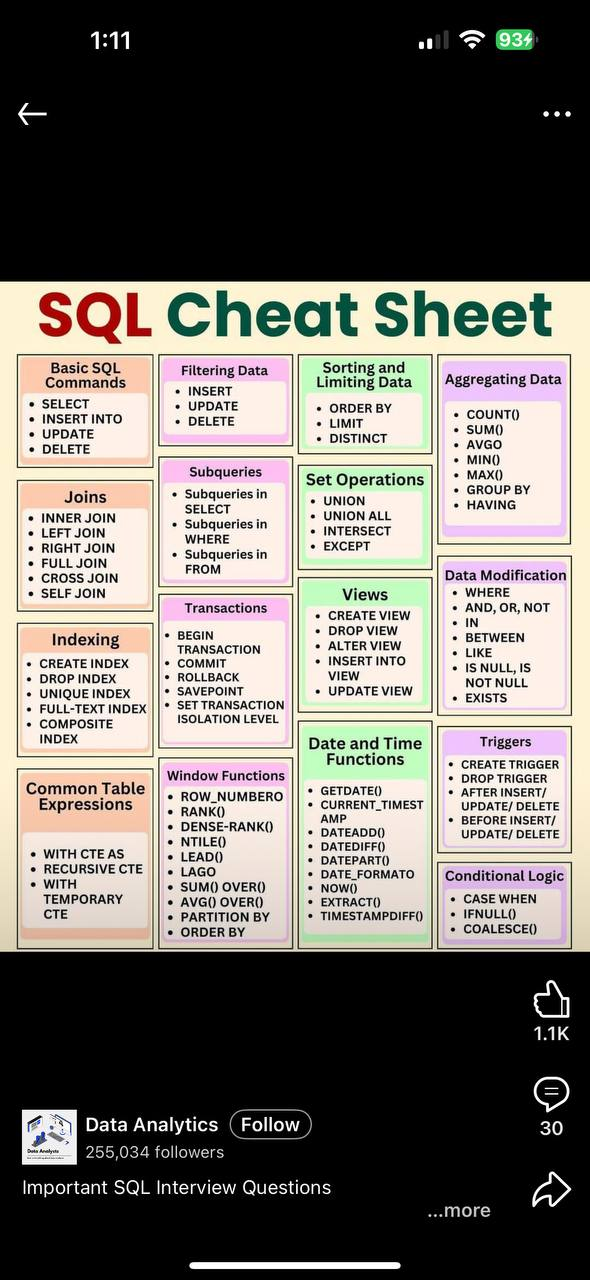 1:11
93
SQL Cheat Sheet
Basic SQL
Commands
• SELECT
• INSERT INTO
• UPDATE
• DELETE
Joins
• INNER JOIN
• LEFT JOIN
• RIGHT JOIN
• FULL JOIN
• CROSS JOIN
• SELF JOIN
Indexing
• CREATE INDEX
• DROP INDEX
• UNIQUE INDEX
• FULL-TEXT INDEX
• COMPOSITE
INDEX
Common Table
Expressions
• WITH CTE AS
• RECURSIVE CTE
• WITH
TEMPORARY
CTE
Filtering Data
• INSERT
• UPDATE
• DELETE
Subqueries
• Subqueries in
SELECT
• Subqueries in
WHERE
• Subqueries in
FROM
Transactions
• BEGIN
TRANSACTION
• COMMIT
• ROLLBACK
• SAVEPOINT
• SET TRANSACTION
ISOLATION LEVEL
Window Functions
• ROW_NUMBERO
• RANK()
• DENSE-RANK()
• NTILE()
• LEAD()
• LAGO
• SUM() OVER()
• AVG() OVER()
• PARTITION BY
• ORDER BY
Sorting and
Limiting Data
• ORDER BY
• LIMIT
• DISTINCT
Set Operations
• UNION
• UNION ALL
• INTERSECT
• EXCEPT
Views
• CREATE VIEW
• DROP VIEW
• ALTER VIEW
• INSERT INTO
VIEW
• UPDATE VIEW
Date and Time
Functions
• GETDATE()
• CURRENT_TIMEST
AMP
• DATEADD()
• DATEDIFF()
• DATEPART()
• DATE_FORMATO
• NOW()
• EXTRACT()
• TIMESTAMPDIFF()
Aggregating Data
• COUNT()
• SUM()
• AVGO
• MIN()
• MAX()
• GROUP BY
• HAVING
Data Modification
• WHERE
• AND, OR, NOT
• IN
• BETWEEN
• LIKE
• IS NULL, IS
NOT NULL
• EXISTS
Triggers
• CREATE TRIGGER
• DROP TRIGGER
• AFTER INSERT/
UPDATE/ DELETE
• BEFORE INSERT/
UPDATE/ DELETE
Conditional Logic
• CASE WHEN
• IFNULL()
• COALESCE()
1.1K
30
Data Analysts
Data Analytics
Follow
255,034 followers
Important SQL Interview Questions
...more